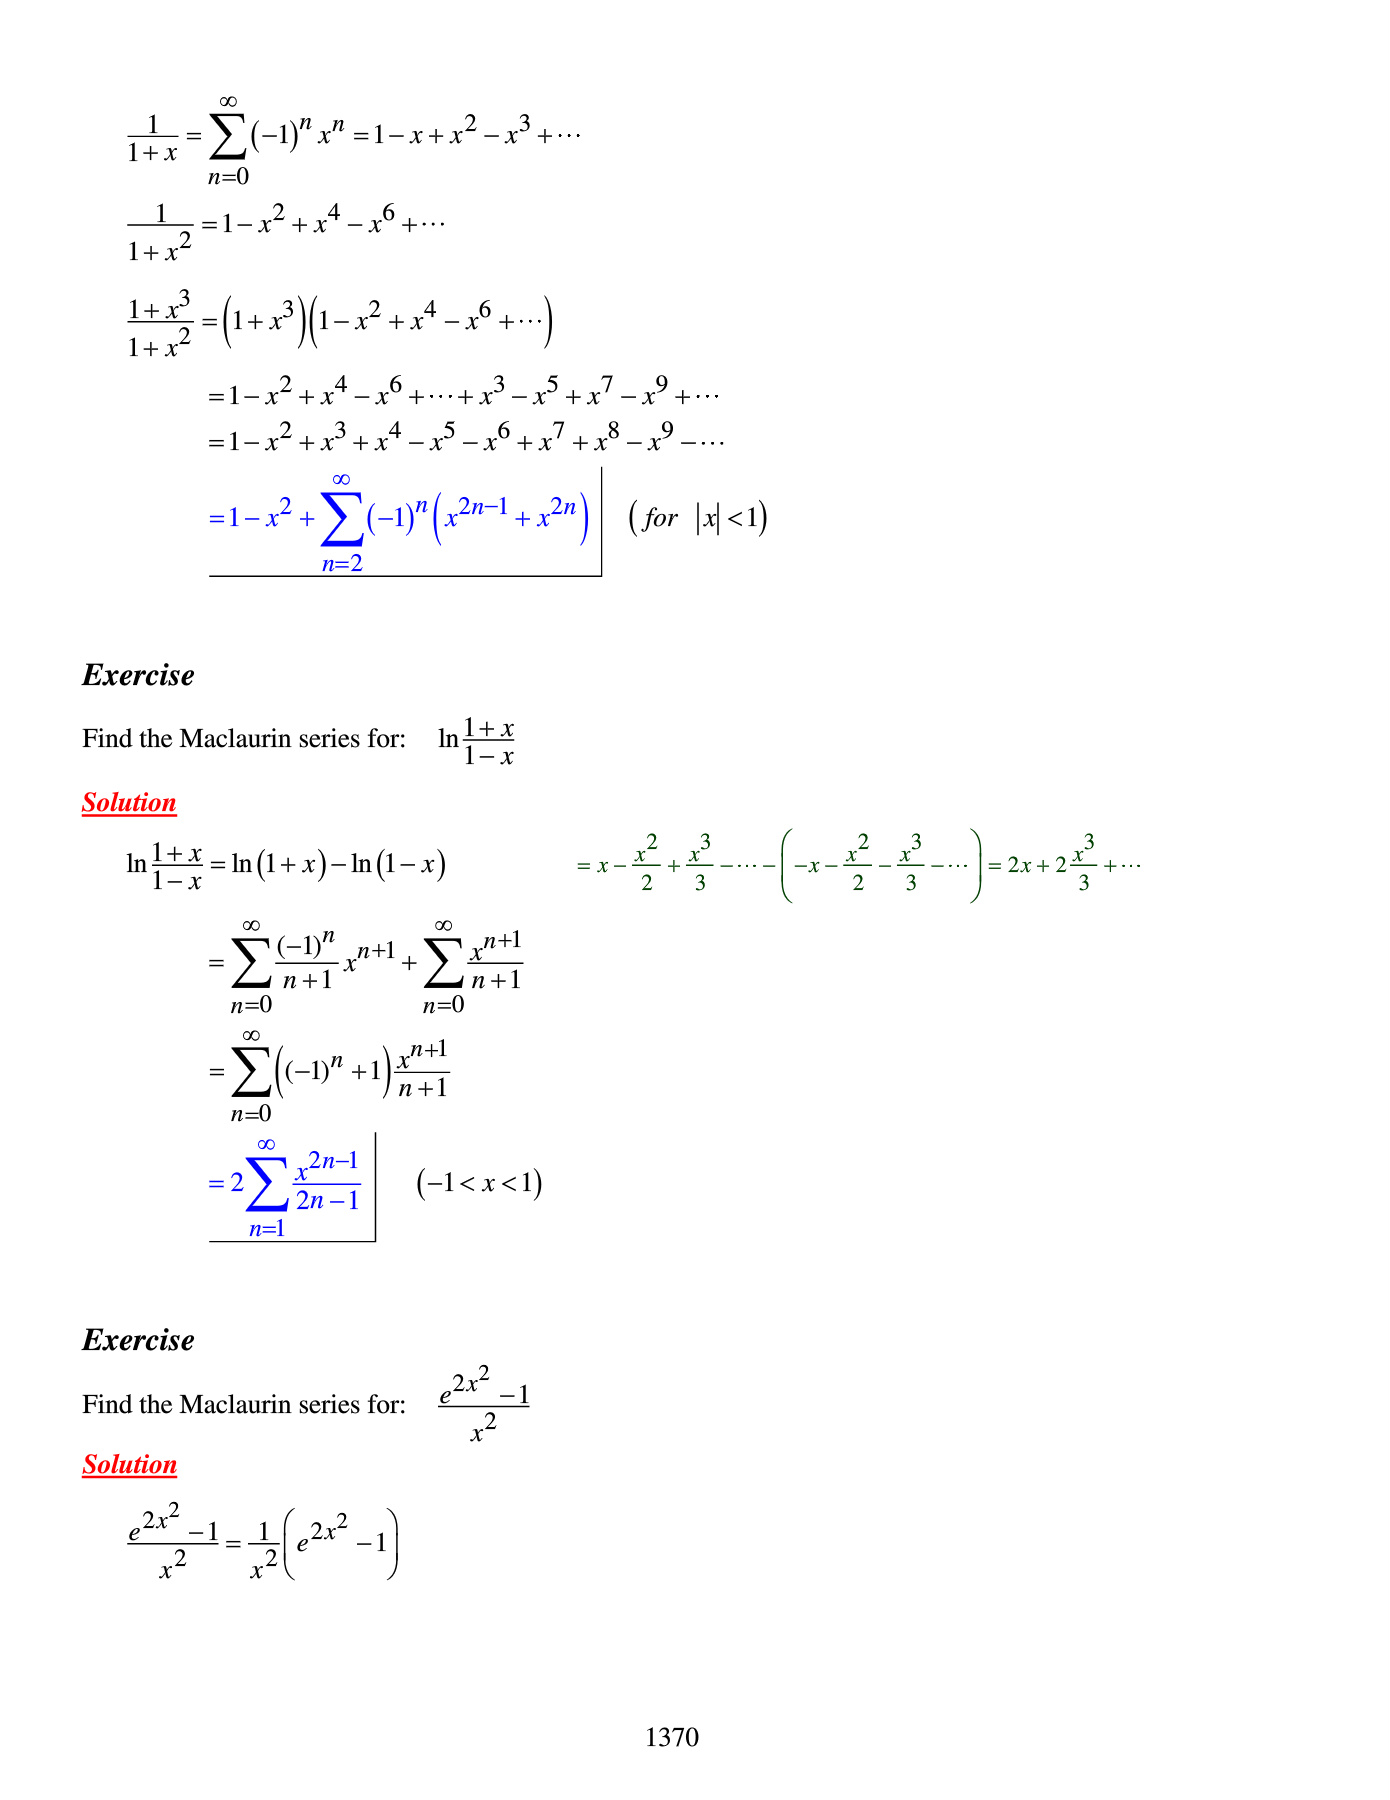 \frac{1}{1+x} = \sum_{n=0}^{\infty} (-1)^n x^n = 1 - x + x^2 - x^3 + \cdots
\frac{1}{1+x^2} = 1 - x^2 + x^4 - x^6 + \cdots
\frac{1+x^3}{1+x^2} = \left(1+x^3\right)\left(1 - x^2 + x^4 - x^6 + \cdots\right)
= 1 - x^2 + x^4 - x^6 + \cdots + x^3 - x^5 + x^7 - x^9 + \cdots
= 1 - x^2 + x^3 + x^4 - x^5 - x^6 + x^7 + x^8 - x^9 - \cdots
= 1 - x^2 + \sum_{n=2}^{\infty} (-1)^n \left(x^{2n-1} + x^{2n}\right) (for |x| < 1)
Exercise
Find the Maclaurin series for: \ln\frac{1+x}{1-x}
Solution
\ln\frac{1+x}{1-x} = \ln(1+x) - \ln(1-x) = x - \frac{x^2}{2} + \frac{x^3}{3} - \cdots - \left(-x - \frac{x^2}{2} - \frac{x^3}{3} - \cdots\right) = 2x + 2\frac{x^3}{3} + \cdots
= \sum_{n=0}^{\infty} \frac{(-1)^n}{n+1} x^{n+1} + \sum_{n=0}^{\infty} \frac{x^{n+1}}{n+1}
= \sum_{n=0}^{\infty} \left((-1)^n + 1\right) \frac{x^{n+1}}{n+1}
= 2\sum_{n=1}^{\infty} \frac{x^{2n-1}}{2n-1} (-1 < x < 1)
Exercise
Find the Maclaurin series for: \frac{e^{2x^2} - 1}{x^2}
Solution
\frac{e^{2x^2} - 1}{x^2} = \frac{1}{x^2}\left(e^{2x^2} - 1\right)
1370